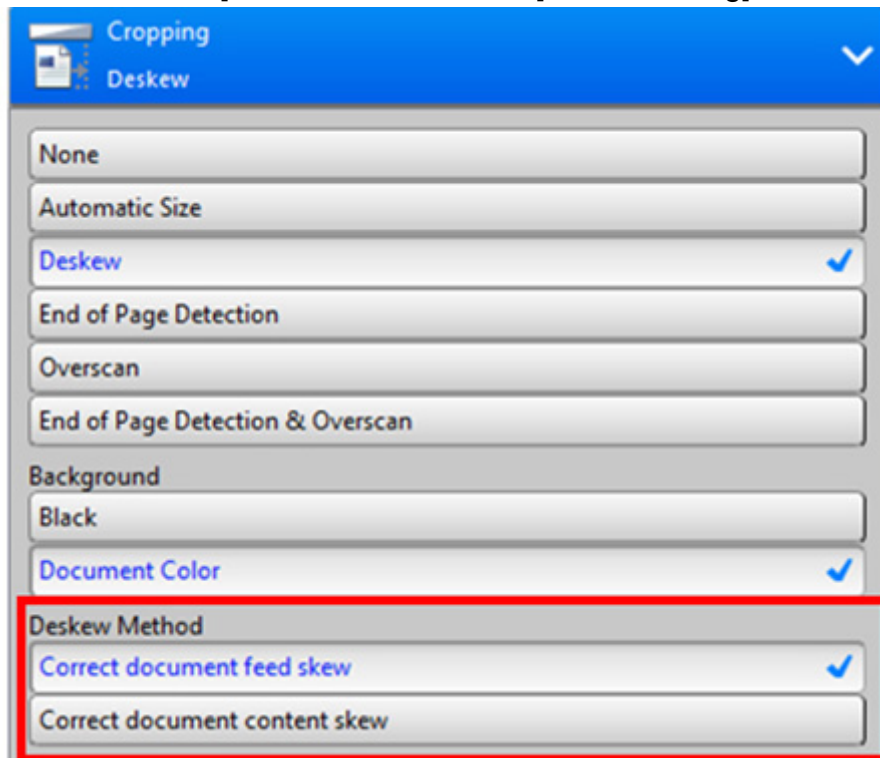 Cropping
Deskew
None
Automatic Size
Deskew
End of Page Detection
Overscan
End of Page Detection & Overscan
Background
Black
Document Color
Deskew Method
Correct document feed skew
Correct document content skew